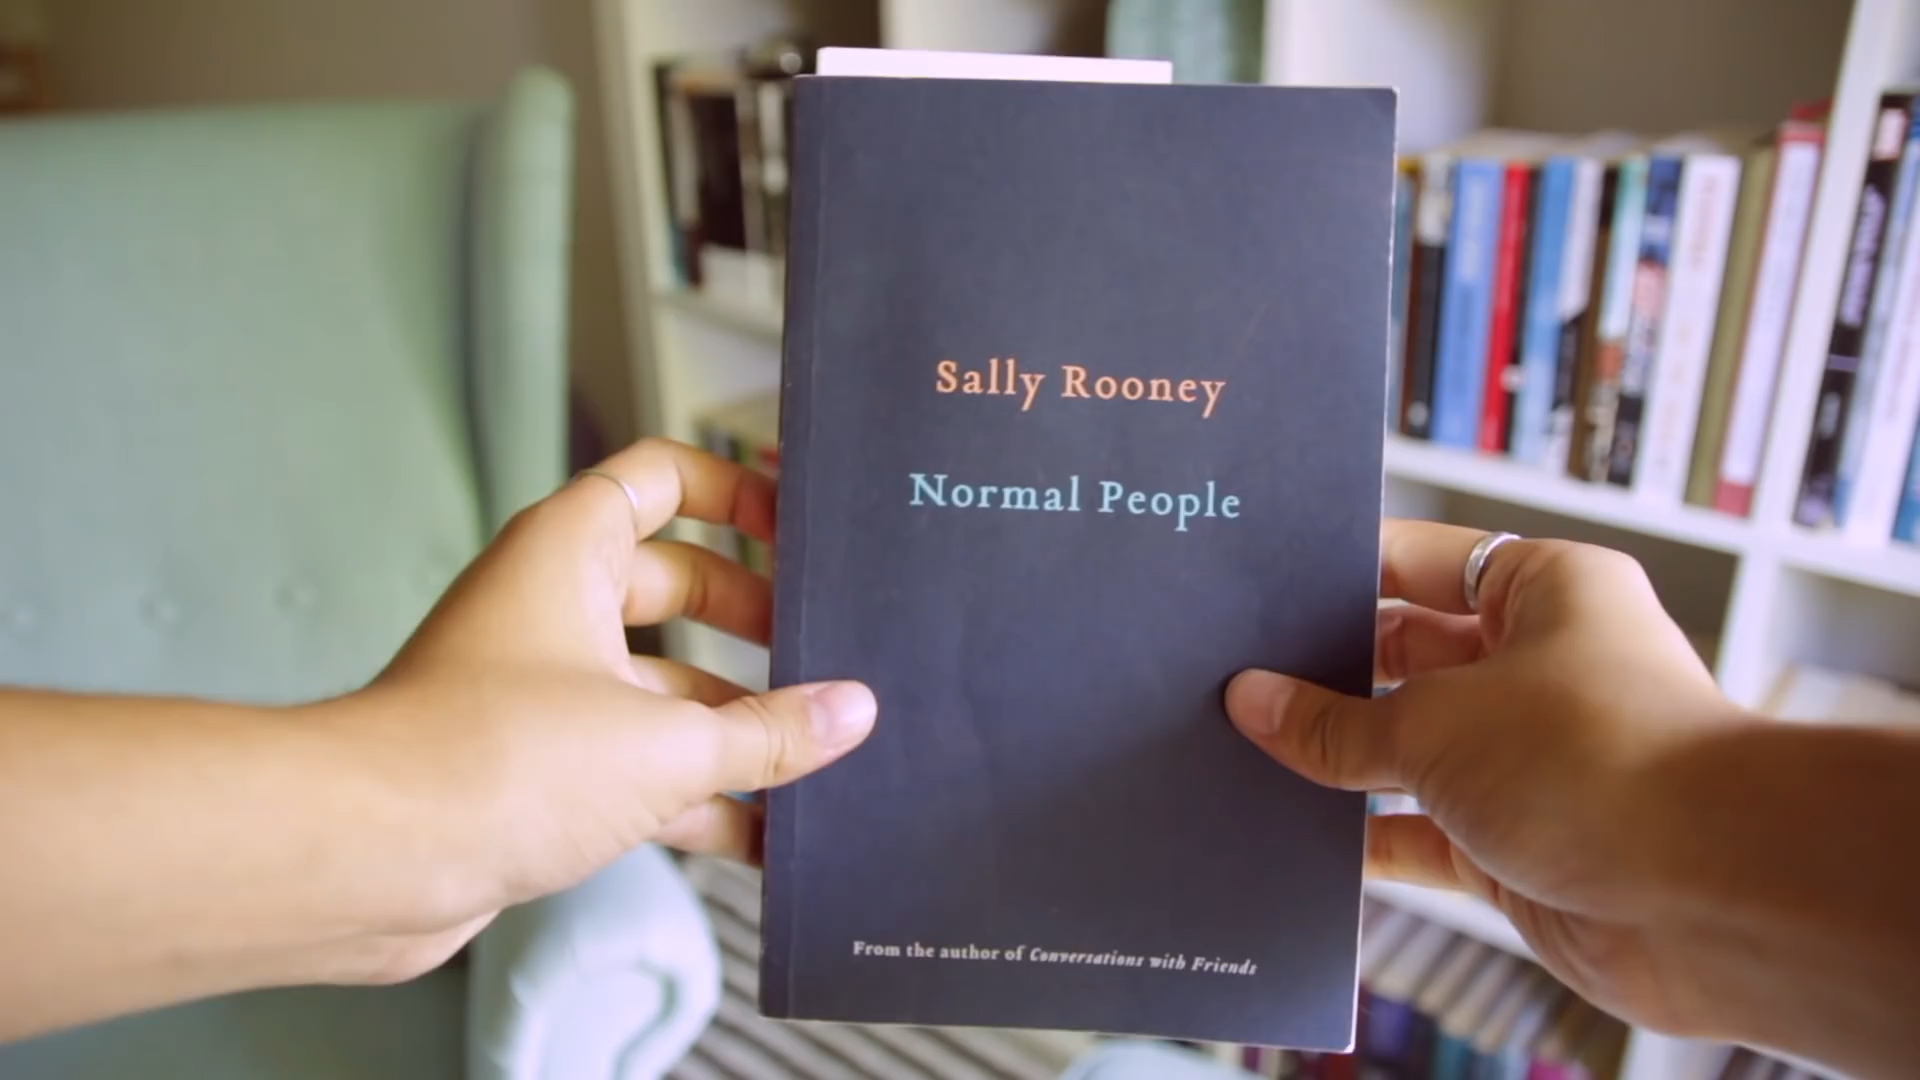 Sally Rooney
Normal People
From the author of Conversations with Friends